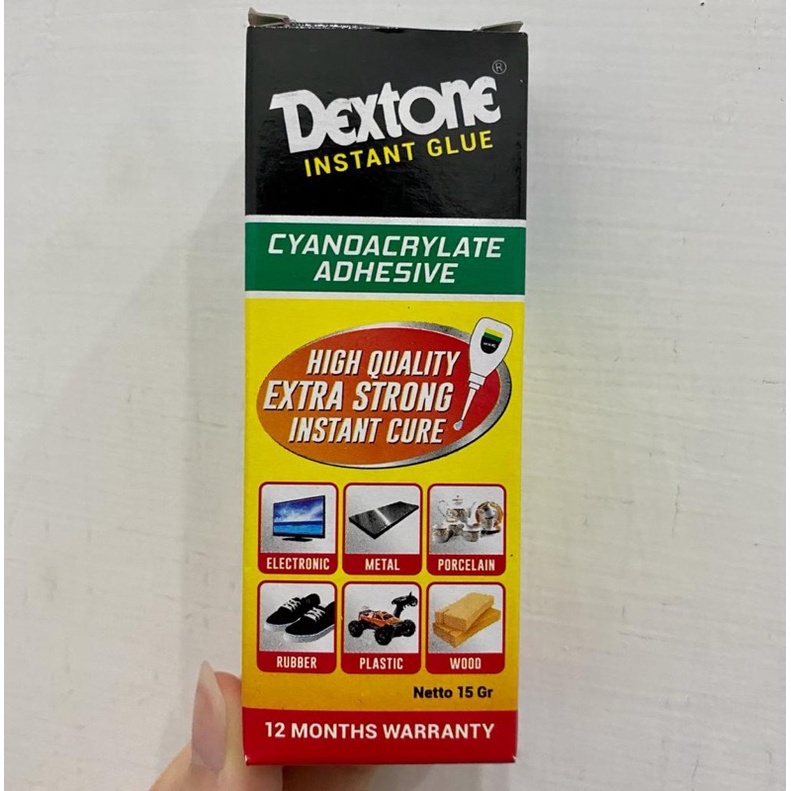 Dextone®
INSTANT GLUE
CYANOACRYLATE
ADHESIVE
HIGH QUALITY
EXTRA STRONG
INSTANT CURE
ELECTRONIC
METAL
PORCELAIN
RUBBER
PLASTIC
WOOD
Netto 15 Gr
12 MONTHS WARRANTY